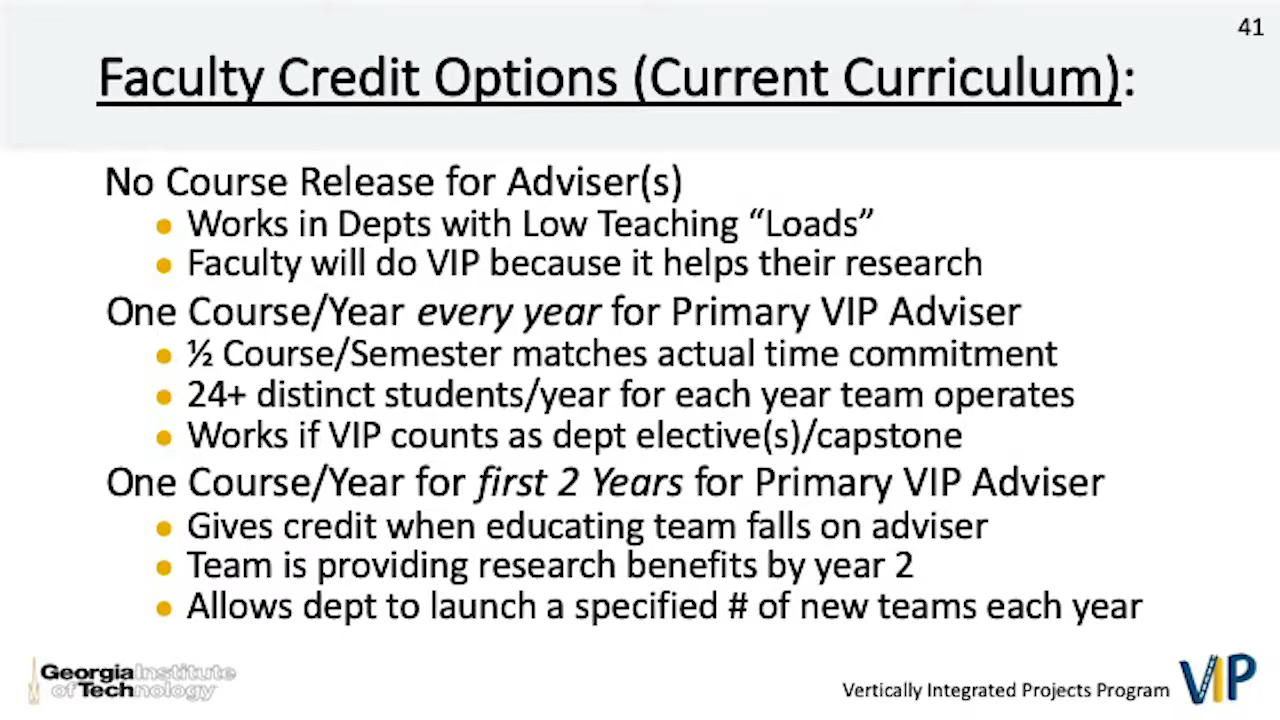 41
Faculty Credit Options (Current Curriculum):
No Course Release for Adviser(s)
● Works in Depts with Low Teaching “Loads”
● Faculty will do VIP because it helps their research
One Course/Year every year for Primary VIP Adviser
● ½ Course/Semester matches actual time commitment
● 24+ distinct students/year for each year team operates
● Works if VIP counts as dept elective(s)/capstone
One Course/Year for first 2 Years for Primary VIP Adviser
● Gives credit when educating team falls on adviser
● Team is providing research benefits by year 2
● Allows dept to launch a specified # of new teams each year
Georgia Institute
of Technology
Vertically Integrated Projects Program
VIP